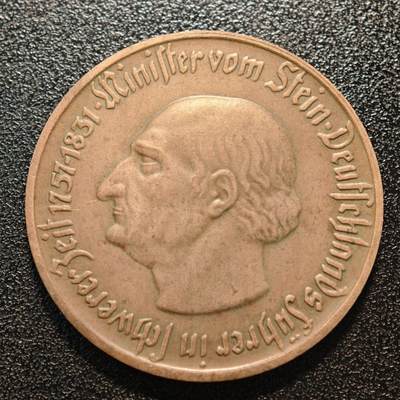 Minister vom Stein · Deutschlands Führer in schwerer Zeit 1757·1831 ·